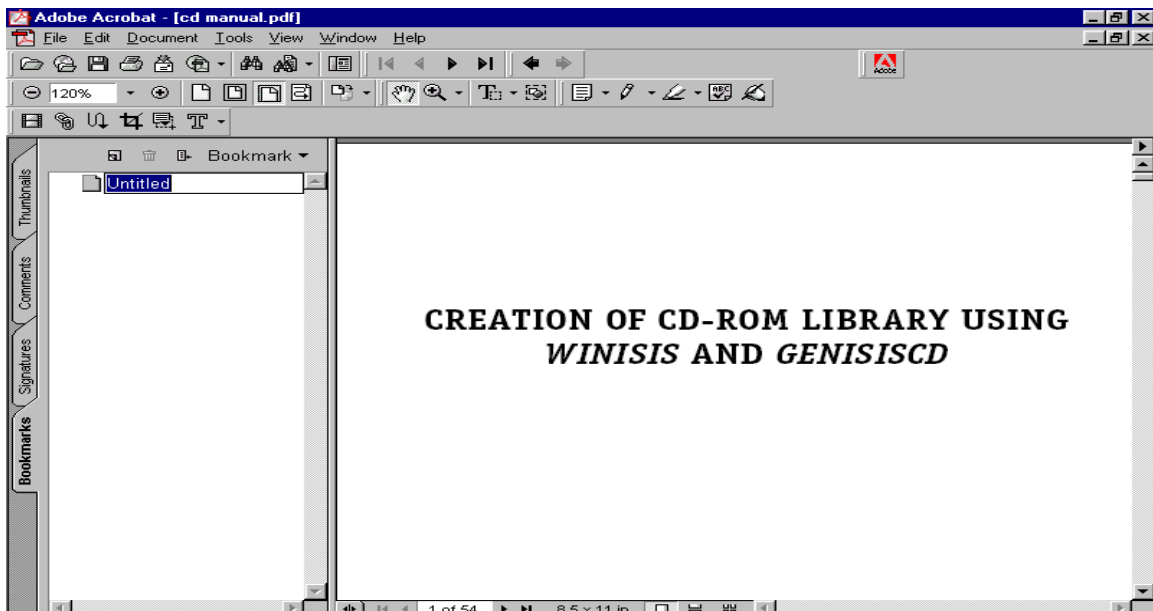 Adobe Acrobat - [cd manual.pdf]
File Edit Document Tools View Window Help
Adobe
120%
Bookmark
Untitled
Thumbnails
Comments
Signatures
Bookmarks
CREATION OF CD-ROM LIBRARY USING
WINISIS AND GENISISCD
1 of 54 8.5 x 11 in